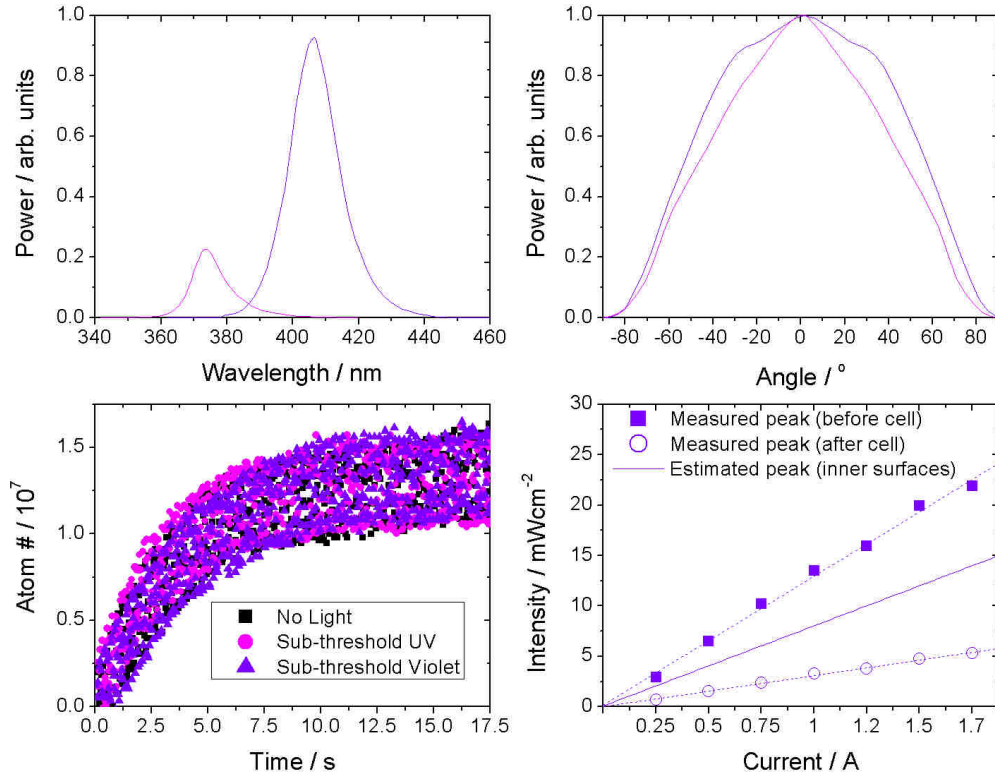 1.0
0.8
0.6
0.4
0.2
0.0
Power / arb. units
340 360 380 400 420 440 460
Wavelength / nm
1.0
0.8
0.6
0.4
0.2
0.0
Power / arb. units
-80 -60 -40 -20 0 20 40 60 80
Angle / °
1.5
1.0
0.5
0.0
Atom # / 10^7
No Light
Sub-threshold UV
Sub-threshold Violet
0.0 2.5 5.0 7.5 10.0 12.5 15.0 17.5
Time / s
30
25
20
15
10
5
0
Intensity / mWcm^-2
Measured peak (before cell)
Measured peak (after cell)
Estimated peak (inner surfaces)
0.25 0.5 0.75 1 1.2 1.5 1.7
Current / A